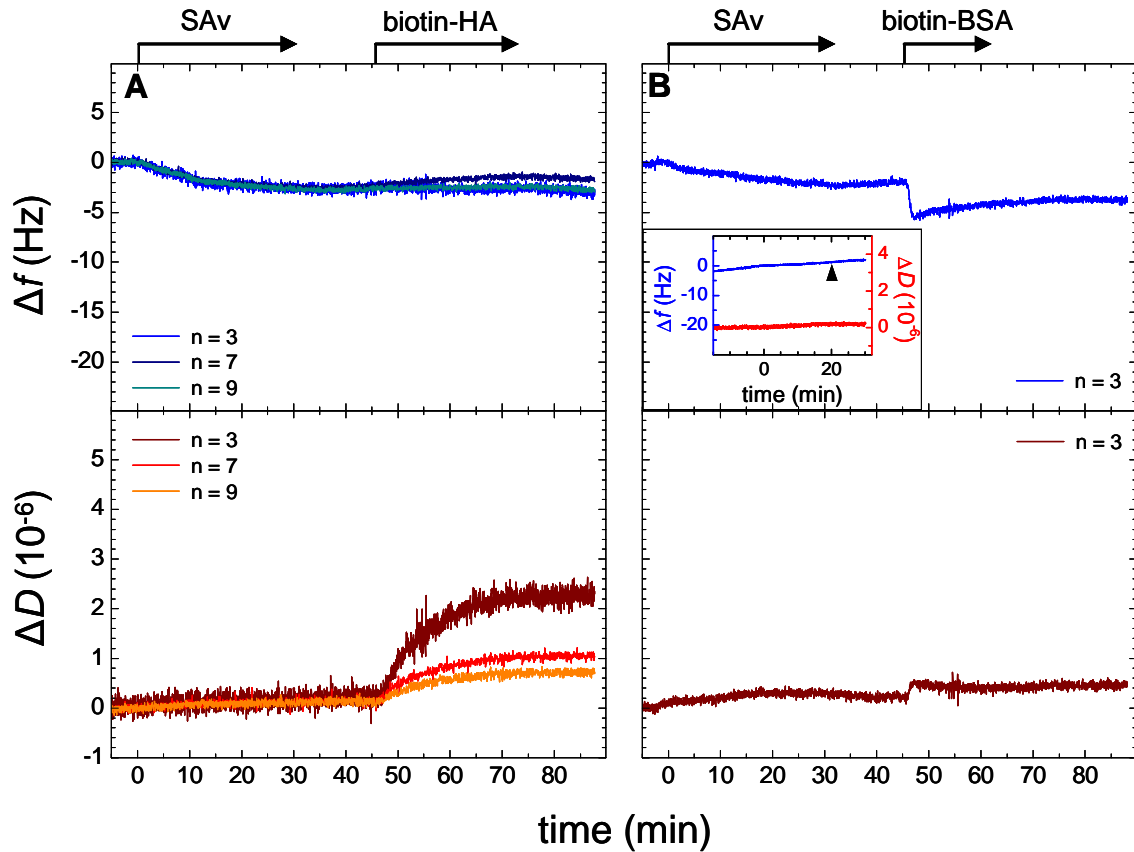 SAv biotin-HA SAv biotin-BSA
A B
5
0
-5
-10
-15
-20
Δf (Hz)
n = 3
n = 7
n = 9
n = 3
Δf (Hz)
0
-10
-20
4
2
0
ΔD (10-6)
0 20
time (min)
5
4
3
2
1
0
-1
ΔD (10-6)
n = 3
n = 7
n = 9
n = 3
0 10 20 30 40 50 60 70 80 0 10 20 30 40 50 60 70 80
time (min)